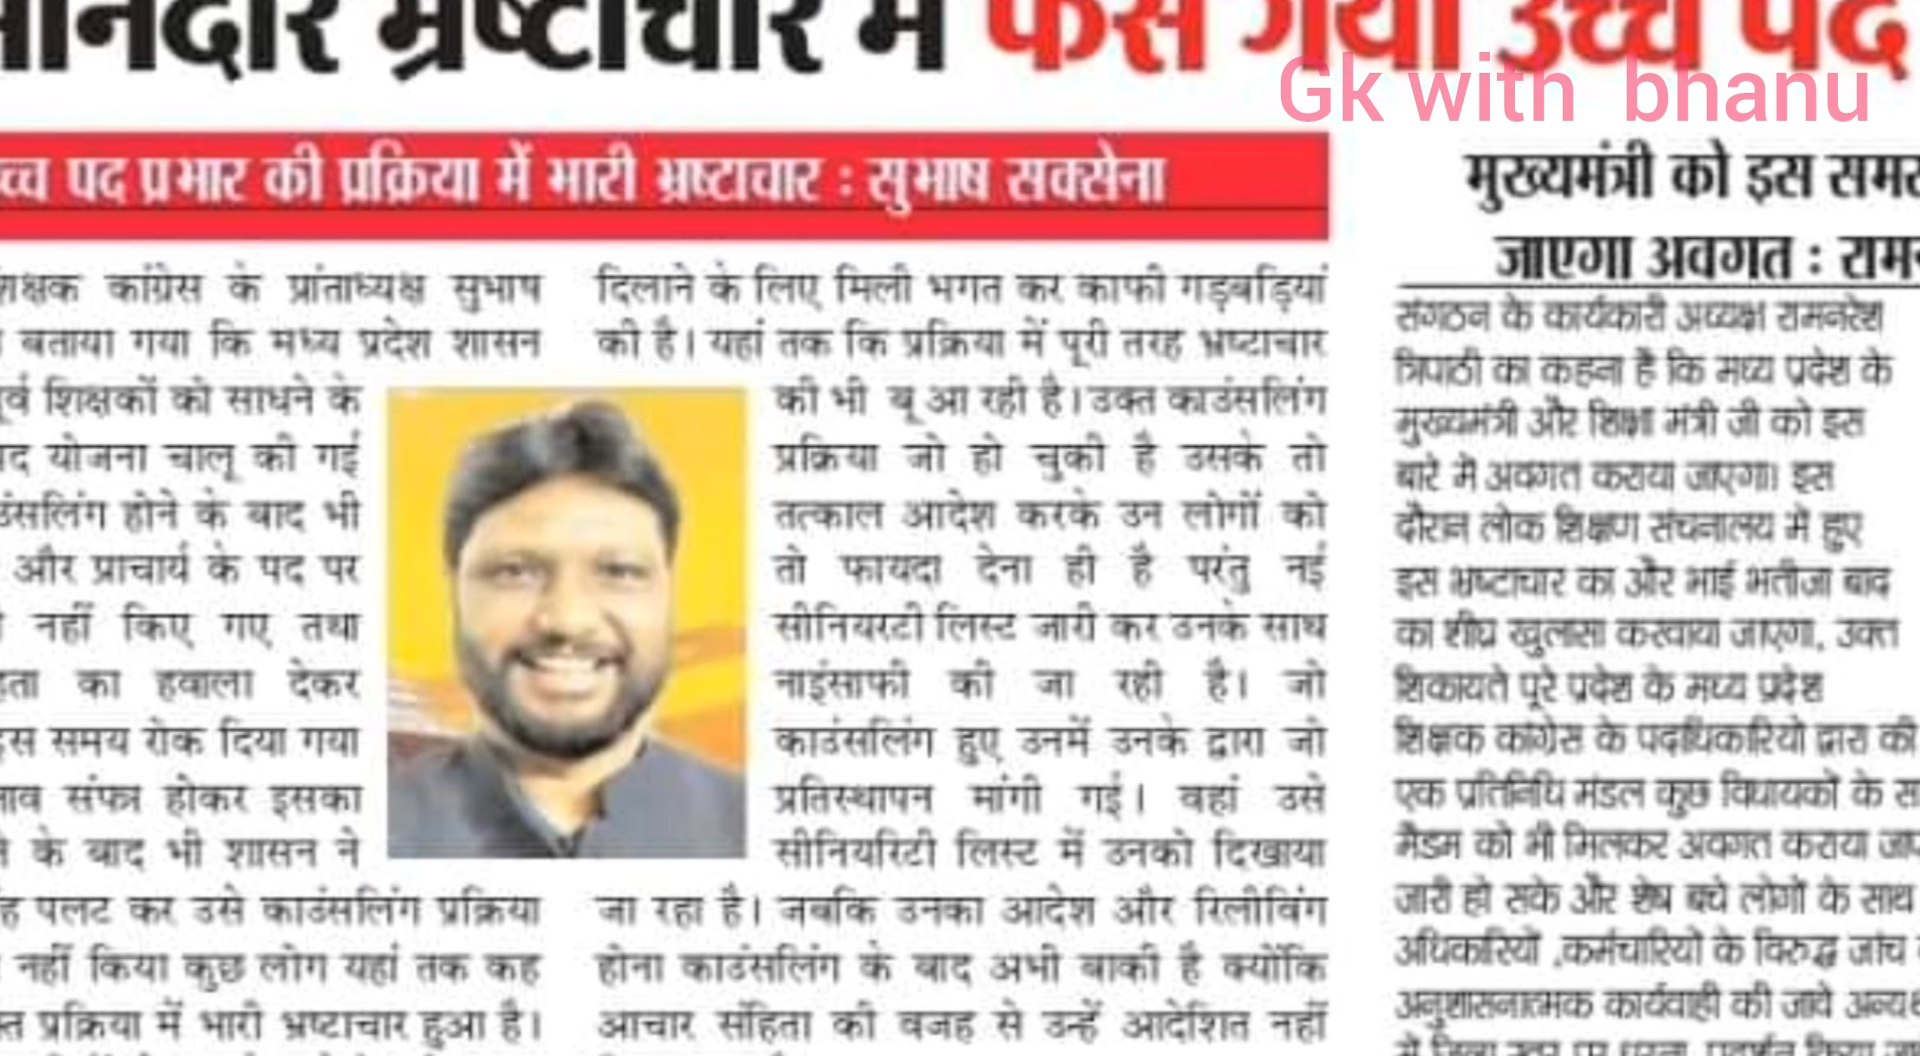 भ्रष्टाचार में फंस गया उच्च पद
Gk with bhanu
पद प्रभार की प्रक्रिया में भारी भ्रष्टाचार : सुभाष सक्सेना
कांग्रेस के प्रांताध्यक्ष सुभाष
बताया गया कि मध्य प्रदेश शासन
शिक्षकों को साधने के
योजना चालू की गई
होने के बाद भी
और प्राचार्य के पद पर
नहीं किए गए तथा
का हवाला देकर
समय रोक दिया गया
संपन्न होकर इसका
के बाद भी शासन ने
पलट कर उसे काउंसलिंग प्रक्रिया
नहीं किया कुछ लोग यहां तक कह
प्रक्रिया में भारी भ्रष्टाचार हुआ है।
दिलाने के लिए मिली भगत कर काफी गड़बड़ियां
की है। यहां तक कि प्रक्रिया में पूरी तरह भ्रष्टाचार
की भी बू आ रही है। उक्त काउंसलिंग
प्रक्रिया जो हो चुकी है उसके तो
तत्काल आदेश करके उन लोगों को
तो फायदा देना ही है परंतु नई
सीनियरटी लिस्ट जारी कर उनके साथ
नाइंसाफी की जा रही है। जो
काउंसलिंग हुए उनमें उनके द्वारा जो
प्रतिस्थापन मांगी गई। वहां उसे
सीनियरिटी लिस्ट में उनको दिखाया
जा रहा है। जबकि उनका आदेश और रिलीविंग
होना काउंसलिंग के बाद अभी बाकी है क्योंकि
आचार संहिता की वजह से उन्हें आदेशित नहीं
मुख्यमंत्री को इस
जाएगा अवगत :
संगठन के कार्यकारी अध्यक्ष रामनरेश
त्रिपाठी का कहना है कि मध्य प्रदेश के
मुख्यमंत्री और शिक्षा मंत्री जी को इस
बारे में अवगत कराया जाएगा। इस
दौरान लोक शिक्षण संचनालय में हुए
इस भ्रष्टाचार का और भाई भतीजा बाद
का शीघ्र खुलासा करवाया जाएगा, उक्त
शिकायते पूरे प्रदेश के मध्य प्रदेश
शिक्षक कांग्रेस के पदाधिकारियो द्वारा की
एक प्रतिनिधि मंडल कुछ विधायकों के
मैडम को भी मिलकर अवगत कराया
जारी हो सके और शेष बचे लोगों के साथ
अधिकारियों ,कर्मचारियो के विरुद्ध जांच
अनुशासनात्मक कार्यवाही की जावे